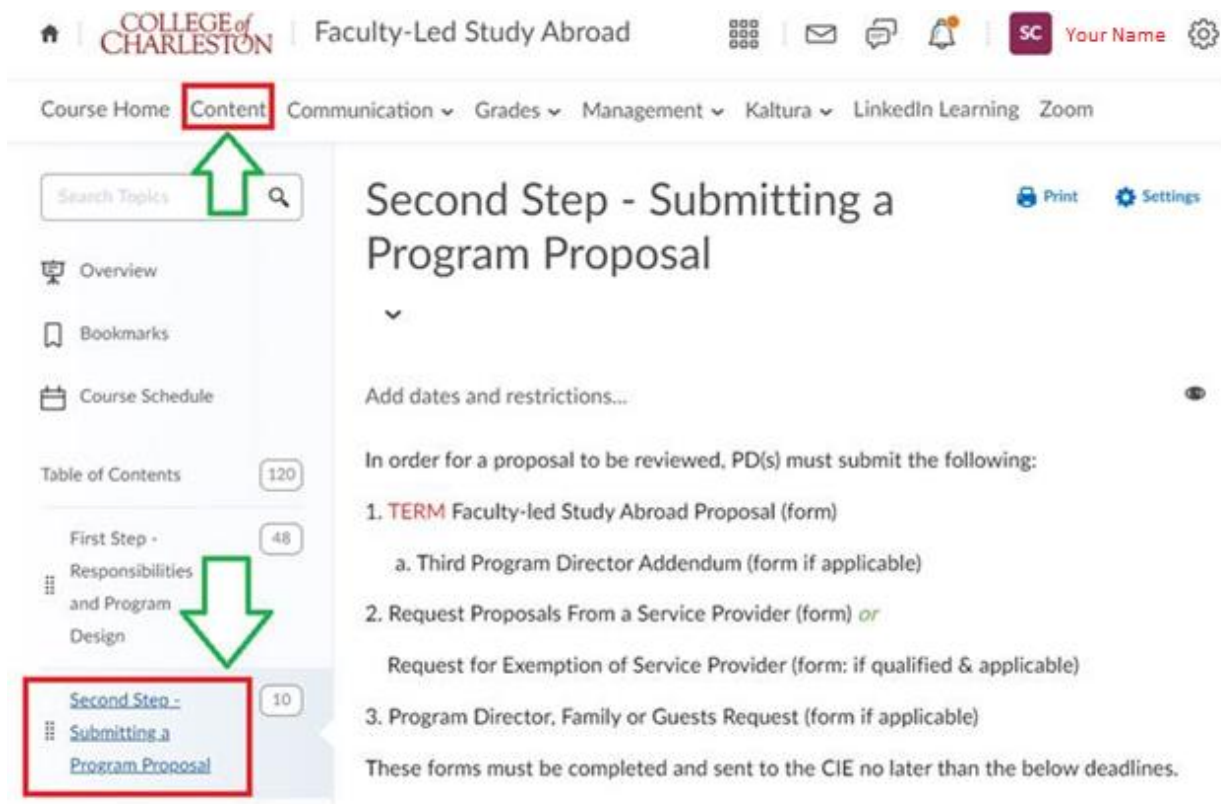 COLLEGE of
CHARLESTON
Faculty-Led Study Abroad
SC
Your Name
Course Home Content Communication Grades Management Kaltura LinkedIn Learning Zoom
Search Topics
Overview
Bookmarks
Course Schedule
Table of Contents 120
First Step - 48
Responsibilities
and Program
Design
Second Step - 10
Submitting a
Program Proposal
Second Step - Submitting a
Program Proposal
Print Settings
Add dates and restrictions...
In order for a proposal to be reviewed, PD(s) must submit the following:
1. TERM Faculty-led Study Abroad Proposal (form)
a. Third Program Director Addendum (form if applicable)
2. Request Proposals From a Service Provider (form) or
Request for Exemption of Service Provider (form: if qualified & applicable)
3. Program Director, Family or Guests Request (form if applicable)
These forms must be completed and sent to the CIE no later than the below deadlines.